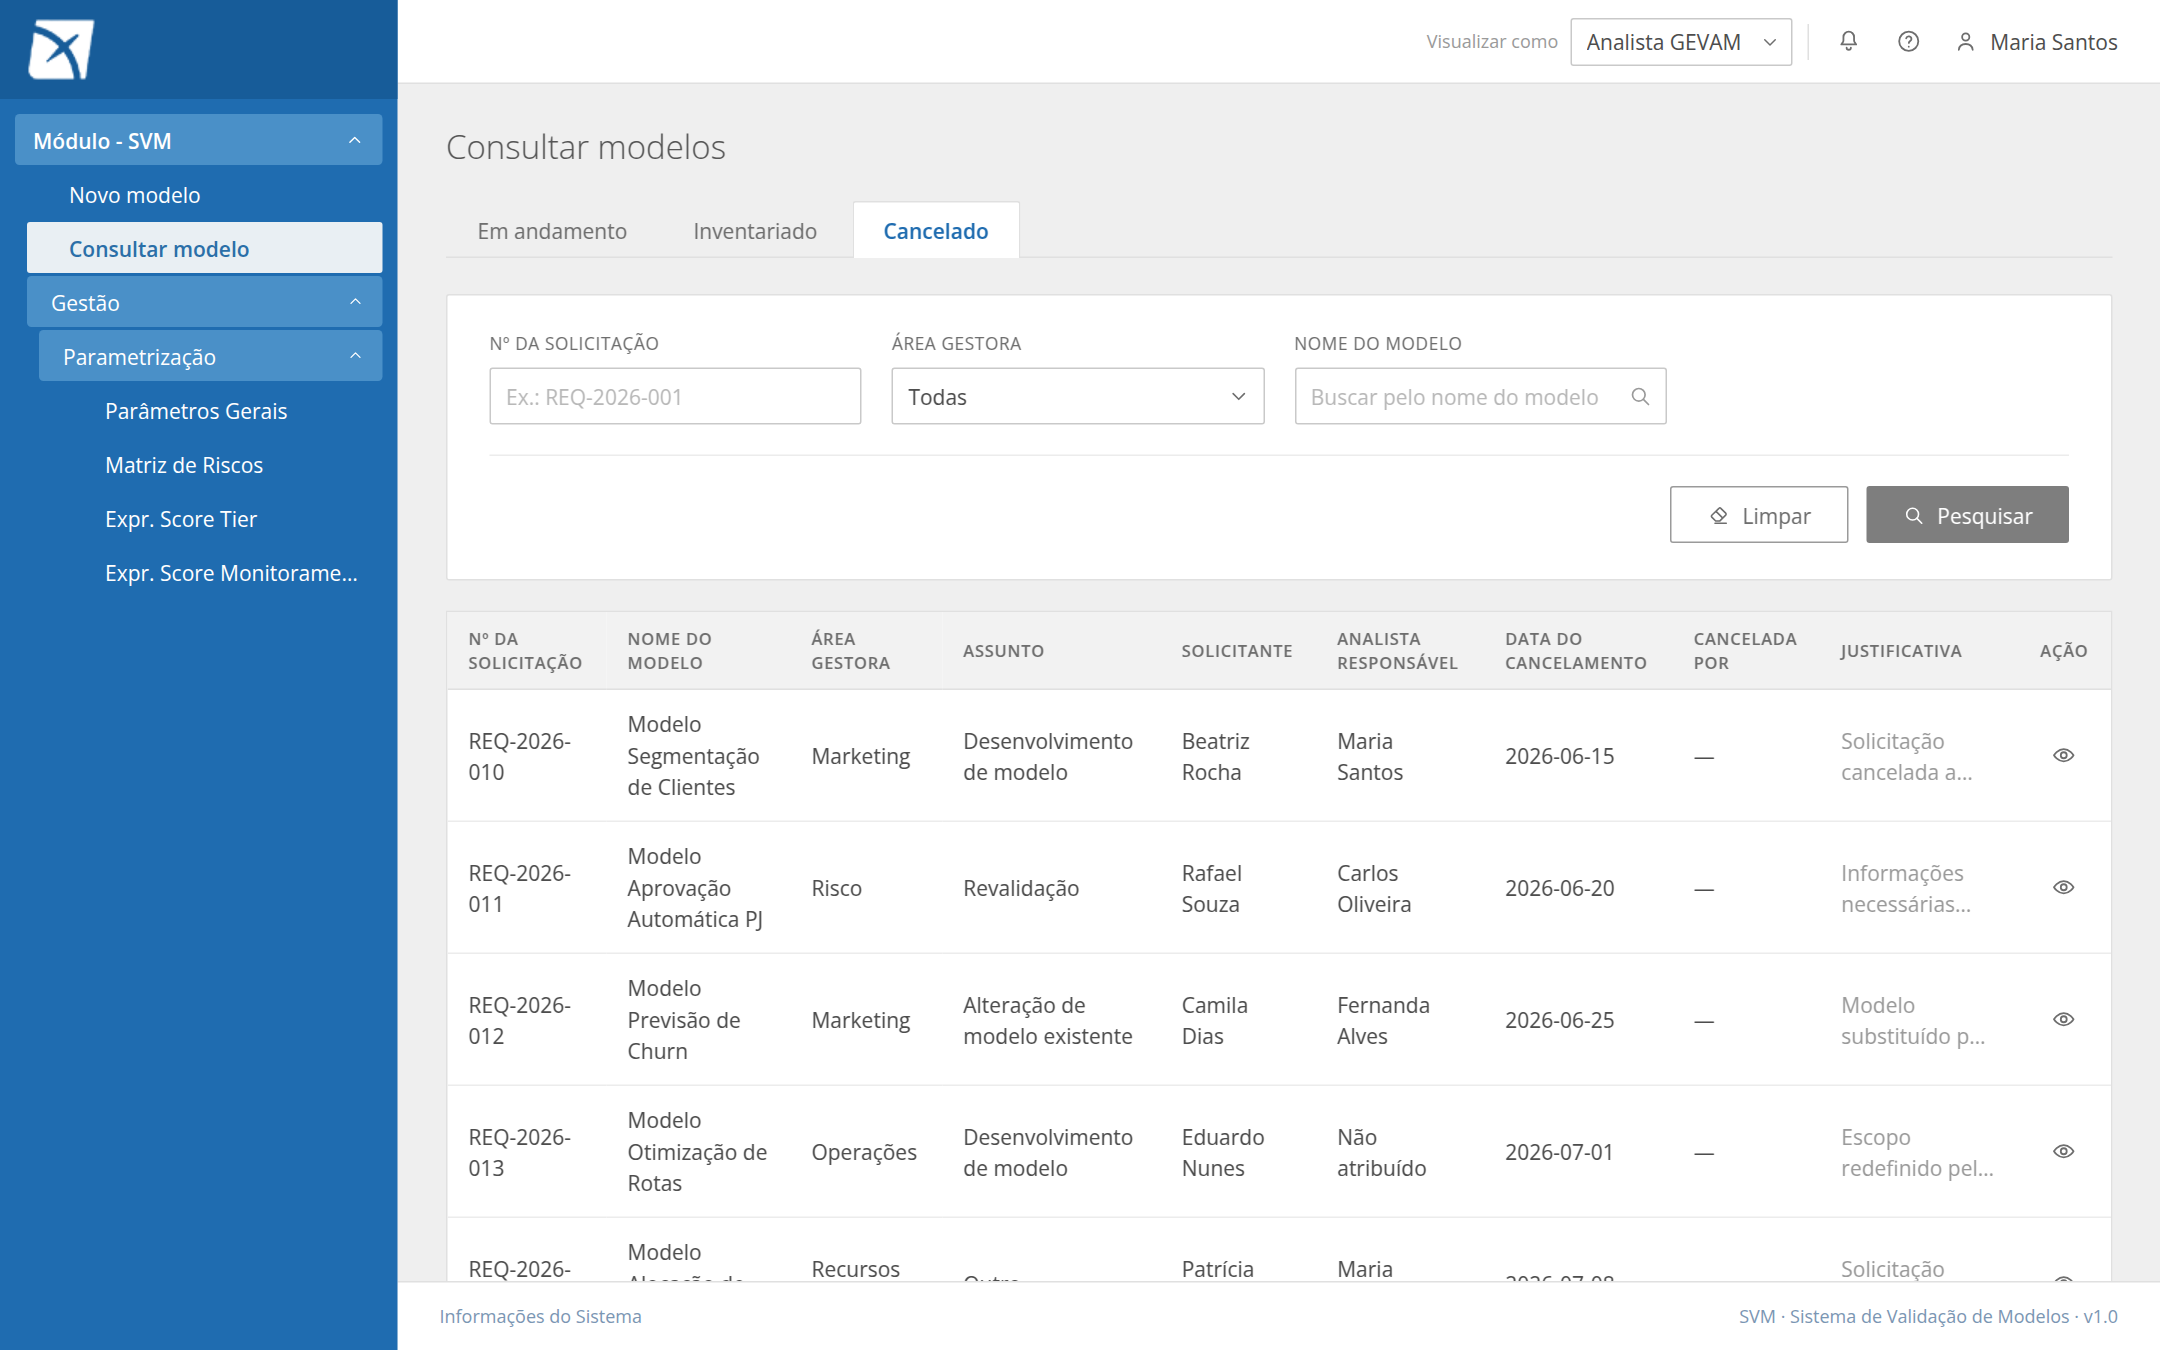 Visualizar como
Analista GEVAM
Maria Santos
Módulo - SVM
Novo modelo
Consultar modelo
Gestão
Parametrização
Parâmetros Gerais
Matriz de Riscos
Expr. Score Tier
Expr. Score Monitorame...
Consultar modelos
Em andamento
Inventariado
Cancelado
Nº DA SOLICITAÇÃO
ÁREA GESTORA
NOME DO MODELO
Ex.: REQ-2026-001
Todas
Buscar pelo nome do modelo
Limpar
Pesquisar
Nº DA
SOLICITAÇÃO
NOME DO
MODELO
ÁREA
GESTORA
ASSUNTO
SOLICITANTE
ANALISTA
RESPONSÁVEL
DATA DO
CANCELAMENTO
CANCELADA
POR
JUSTIFICATIVA
AÇÃO
REQ-2026-
010
Modelo
Segmentação
de Clientes
Marketing
Desenvolvimento
de modelo
Beatriz
Rocha
Maria
Santos
2026-06-15
—
Solicitação
cancelada a...
REQ-2026-
011
Modelo
Aprovação
Automática PJ
Risco
Revalidação
Rafael
Souza
Carlos
Oliveira
2026-06-20
—
Informações
necessárias...
REQ-2026-
012
Modelo
Previsão de
Churn
Marketing
Alteração de
modelo existente
Camila
Dias
Fernanda
Alves
2026-06-25
—
Modelo
substituído p...
REQ-2026-
013
Modelo
Otimização de
Rotas
Operações
Desenvolvimento
de modelo
Eduardo
Nunes
Não
atribuído
2026-07-01
—
Escopo
redefinido pel...
REQ-2026-
Modelo
Recursos
Patrícia
Maria
Solicitação
Informações do Sistema
SVM · Sistema de Validação de Modelos · v1.0